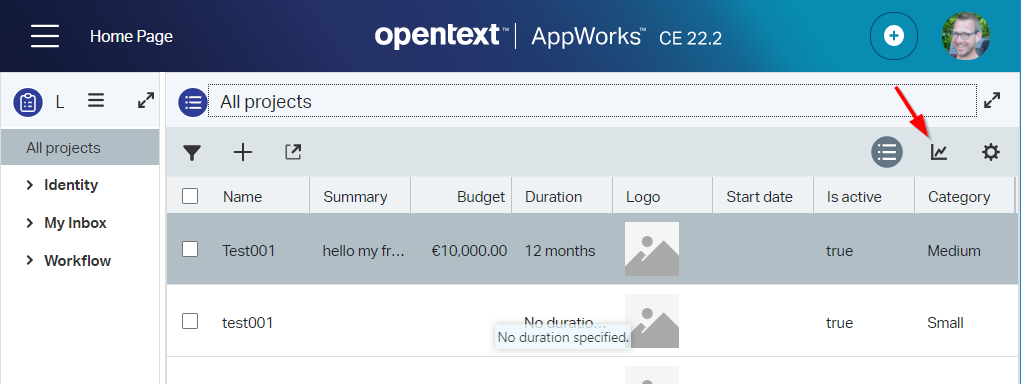 Home Page
opentext™ | AppWorks™ CE 22.2
L
All projects
All projects
Identity
My Inbox
Workflow
Name Summary Budget Duration Logo Start date Is active Category
Test001 hello my fr... €10,000.00 12 months true Medium
test001 No duratio... true Small
No duration specified.